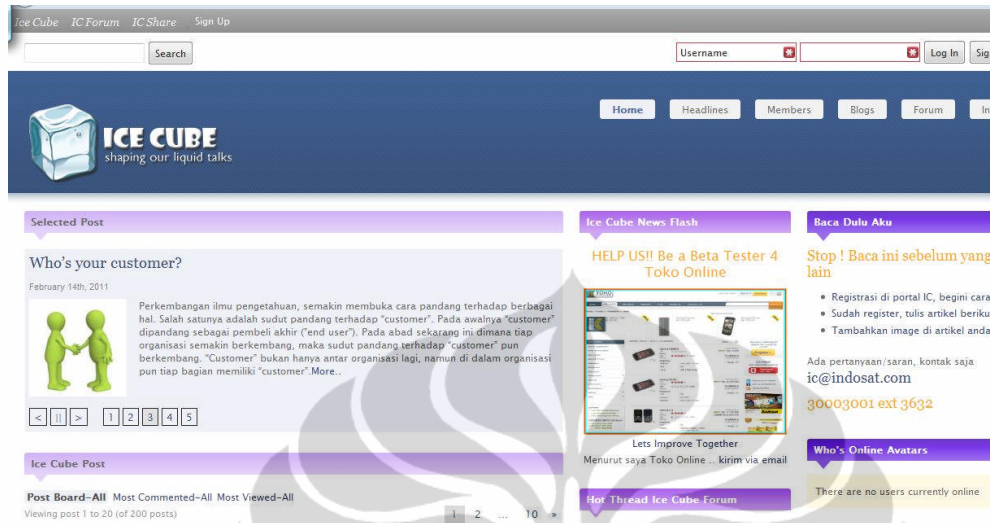 Ice Cube IC Forum IC Share Sign Up
Search
Username
Log In
Home Headlines Members Blogs Forum
ICE CUBE
shaping our liquid talks
Selected Post
Who's your customer?
February 14th, 2011
Perkembangan ilmu pengetahuan, semakin membuka cara pandang terhadap berbagai
hal. Salah satunya adalah sudut pandang terhadap "customer". Pada awalnya "customer"
dipandang sebagai pembeli akhir ("end user"). Pada abad sekarang ini dimana tiap
organisasi semakin berkembang, maka sudut pandang terhadap "customer" pun
berkembang. "Customer" bukan hanya antar organisasi lagi, namun di dalam organisasi
pun tiap bagian memiliki "customer".More..
< || > 1 2 3 4 5
Ice Cube Post
Post Board-All Most Commented-All Most Viewed-All
Viewing post 1 to 20 (of 200 posts)
1 2 ... 10 »
Ice Cube News Flash
HELP US!! Be a Beta Tester 4
Toko Online
TOKO
Lets Improve Together
Menurut saya Toko Online .. kirim via email
Hot Thread Ice Cube Forum
Baca Dulu Aku
Stop ! Baca ini sebelum yang
lain
Registrasi di portal IC, begini cara
Sudah register, tulis artikel
Tambahkan image di artikel anda
Ada pertanyaan/saran, kontak saja
ic@indosat.com
30003001 ext 3632
Who's Online Avatars
There are no users currently online